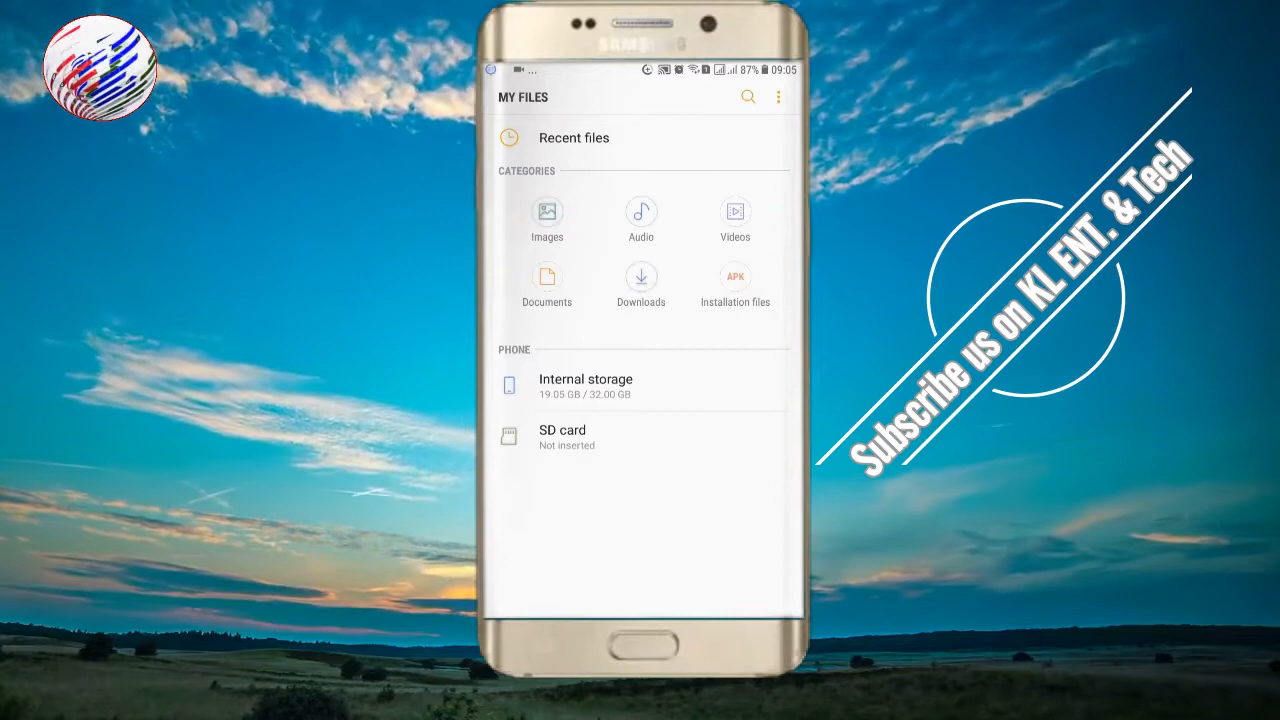 SAMSUNG
... 87% 09:05
MY FILES
Recent files
CATEGORIES
Images Audio Videos
APK
Documents Downloads Installation files
PHONE
Internal storage
19.05 GB / 32.00 GB
SD card
Not inserted
Subscribe us on KL ENT. & Tech